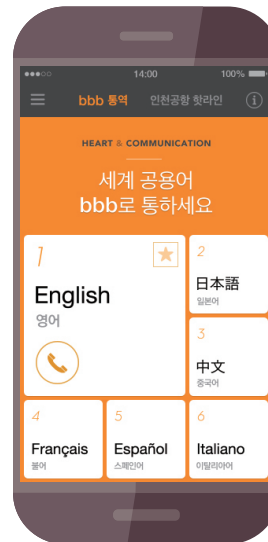 14:00
100%
bbb 통역
인천공항 핫라인
i
HEART & COMMUNICATION
세계 공용어
bbb로 통하세요
1
English
영어
2
日本語
일본어
3
中文
중국어
4
Français
불어
5
Español
스페인어
6
Italiano
이탈리아어